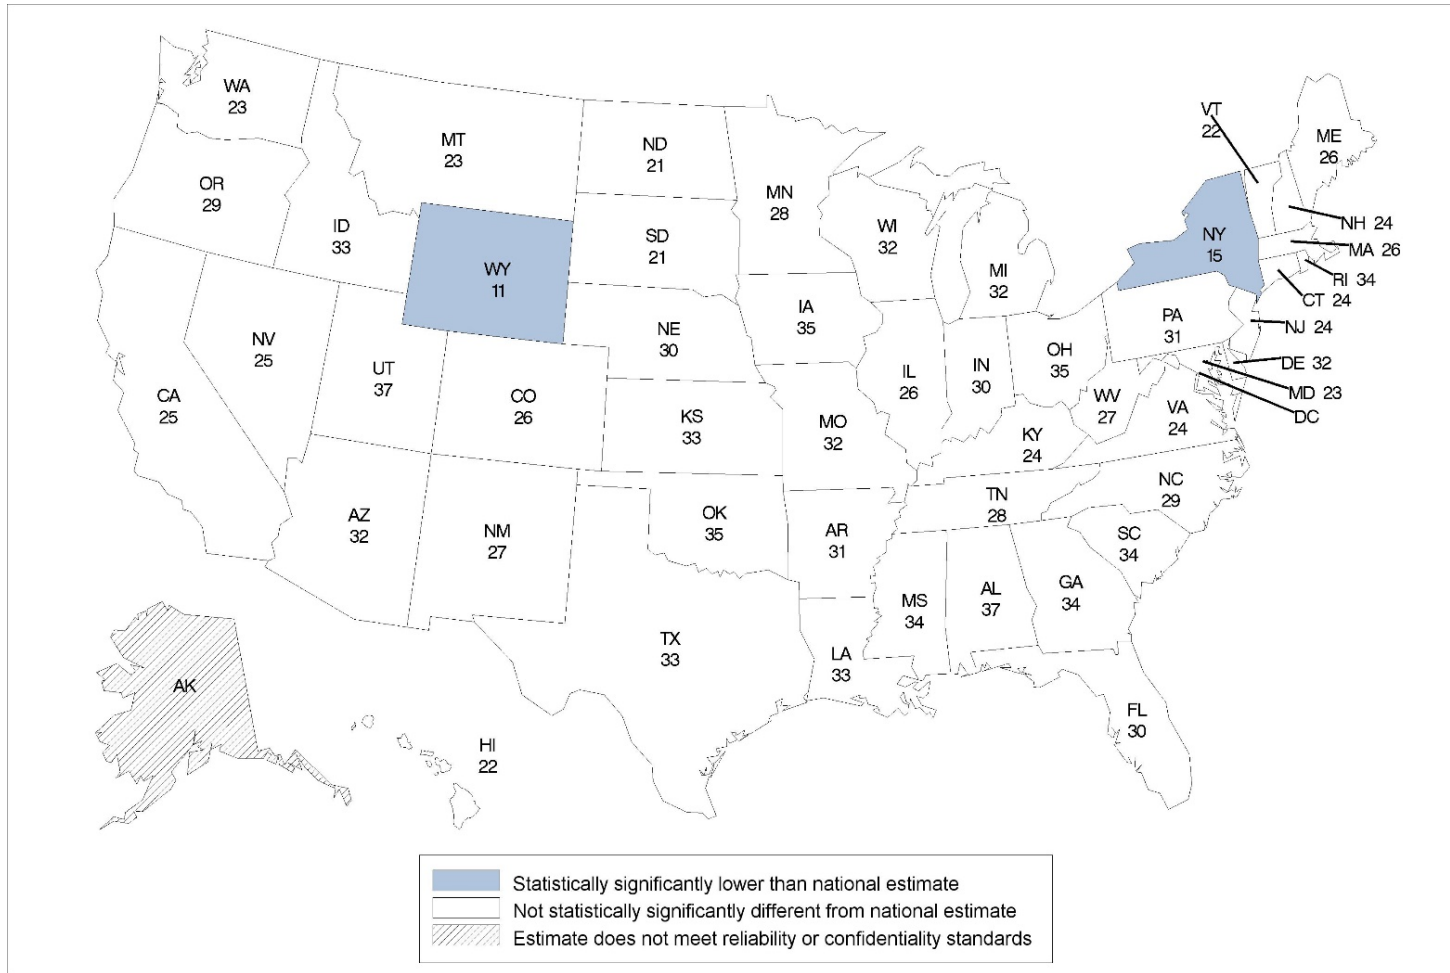 WA
23
MT
23
ND
21
MN
28
VT
22
ME
26
OR
29
ID
33
WY
11
SD
21
WI
32
MI
32
NY
15
NH 24
MA 26
RI 34
CT 24
NV
25
UT
37
NE
30
IA
35
PA
31
NJ 24
CA
25
CO
26
KS
33
MO
32
IL
26
IN
30
OH
35
WV
27
VA
24
DE 32
MD 23
DC
KY
24
AZ
32
NM
27
OK
35
AR
31
TN
28
NC
29
SC
34
MS
34
AL
37
GA
34
TX
33
LA
33
FL
30
AK
HI
22
Statistically significantly lower than national estimate
Not statistically significantly different from national estimate
Estimate does not meet reliability or confidentiality standards